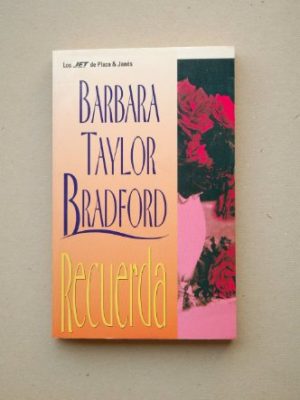 Los JET de Plaza & Janés
BARBARA
TAYLOR
BRADFORD
Recuerda